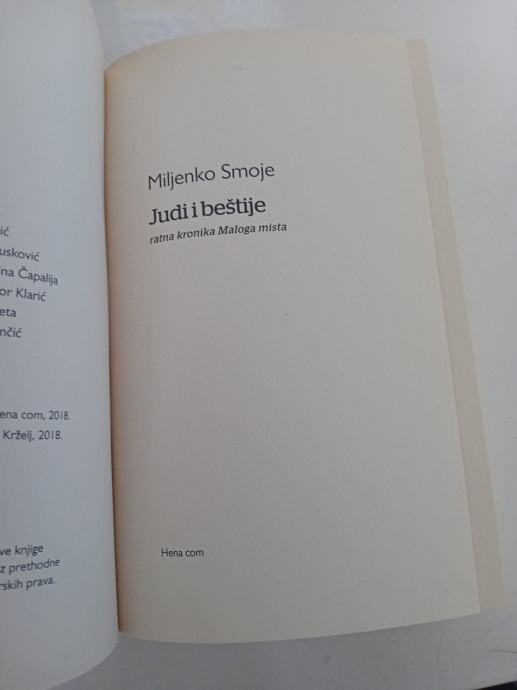 ić
usković
ina Čapalija
or Klarić
eta
nčić
ena com, 2018.
Krželj, 2018.
ve knjige
z prethodne
rskih prava.
Miljenko Smoje
Judi i beštije
ratna kronika Maloga mista
Hena com